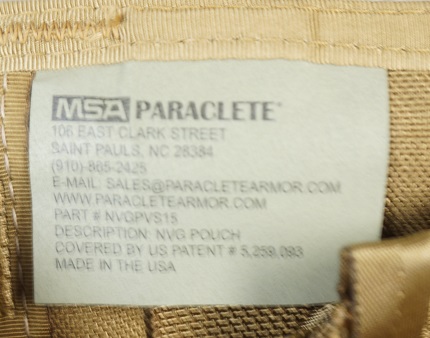 MSA PARACLETE
106 EAST CLARK STREET
SAINT PAULS, NC 28384
(910)-865-2425
E-MAIL: SALES@PARACLETEARMOR.COM
WWW.PARACLETEARMOR.COM
PART # NVGPVS15
DESCRIPTION: NVG POUCH
COVERED BY US PATENT # 5,259,093
MADE IN THE USA